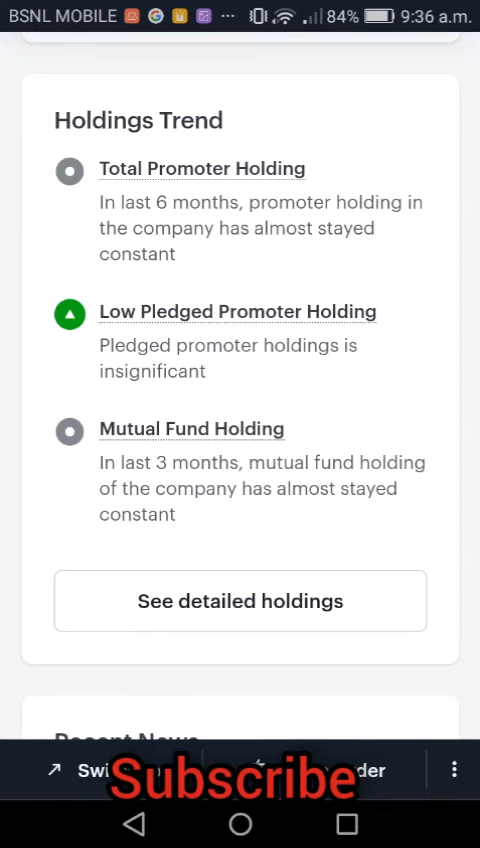 BSNL MOBILE ... 84% 9:36 a.m.
Holdings Trend
Total Promoter Holding
In last 6 months, promoter holding in
the company has almost stayed
constant
Low Pledged Promoter Holding
Pledged promoter holdings is
insignificant
Mutual Fund Holding
In last 3 months, mutual fund holding
of the company has almost stayed
constant
See detailed holdings
Recent News
Subscribe